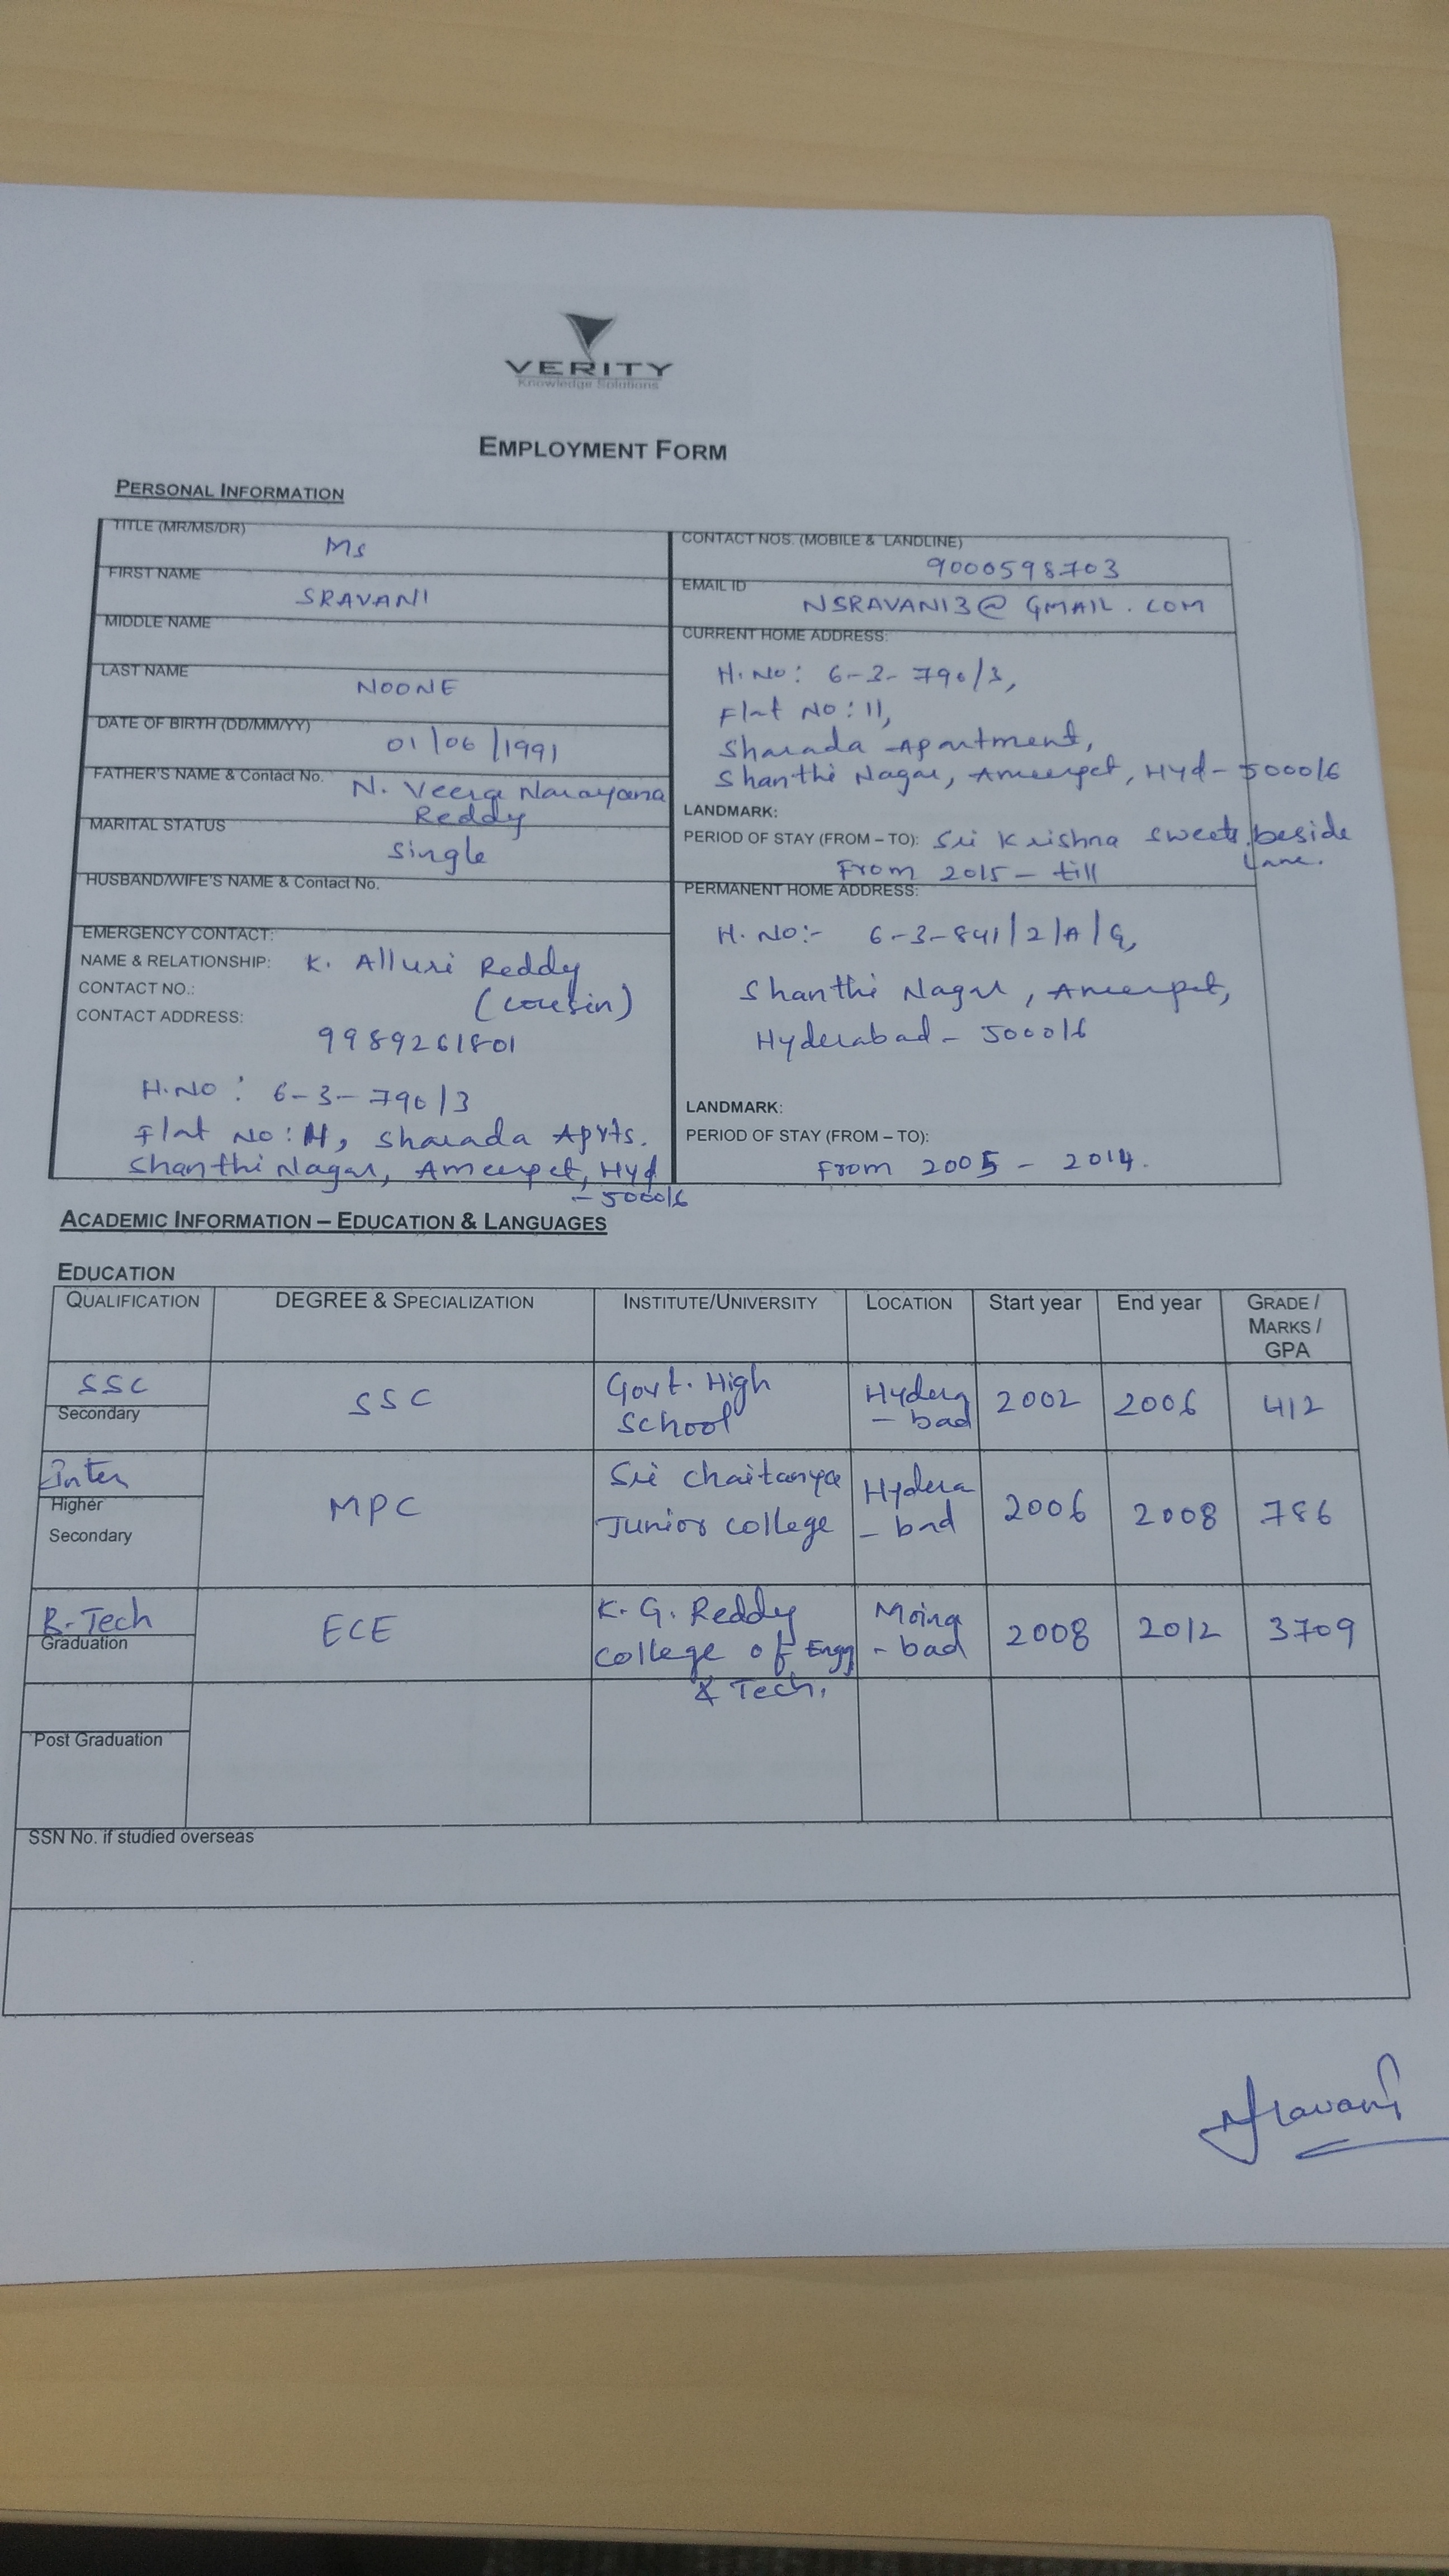 VERITY
Knowledge Solutions
EMPLOYMENT FORM
PERSONAL INFORMATION
TITLE (MR/MS/DR)
Ms
FIRST NAME
SRAVANI
MIDDLE NAME
LAST NAME
NOONE
DATE OF BIRTH (DD/MM/YY)
01/06/1991
FATHER'S NAME & Contact No.
N. Veera Narayana
Reddy
MARITAL STATUS
Single
HUSBAND/WIFE'S NAME & Contact No.
EMERGENCY CONTACT:
NAME & RELATIONSHIP: K. Alluri Reddy
(cousin)
CONTACT NO.:
CONTACT ADDRESS:
9989261801
H.NO: 6-3-790/3
Flat No: 11, Sharada Apvts.
Shanthi Nagar, Ameerpet, Hyd
- 500016
CONTACT NOS. (MOBILE & LANDLINE)
9000598703
EMAIL ID
NSRAVANI3@GMAIL.COM
CURRENT HOME ADDRESS:
H.No: 6-3-790/3,
Flat No: 11,
Sharada Apartment,
Shanthi Nagar, Ameerpet, Hyd-500016
LANDMARK:
PERIOD OF STAY (FROM – TO): Sri Krishna sweets, beside
Lane.
From 2015 - till
PERMANENT HOME ADDRESS:
H. No:- 6-3-841/2/A/G,
Shanthi Nagar, Ameerpet,
Hyderabad - 500016
LANDMARK:
PERIOD OF STAY (FROM – TO):
From 2005 - 2014.
ACADEMIC INFORMATION – EDUCATION & LANGUAGES
EDUCATION
QUALIFICATION DEGREE & SPECIALIZATION INSTITUTE/UNIVERSITY LOCATION Start year End year GRADE / MARKS / GPA
SSC
Secondary
SSC
Govt. High
School
Hydera
- bad
2002 2006 412
Inter
Higher
Secondary
MPC
Sri Chaitanya
Junior college
Hydera
- bad
2006 2008 786
B-Tech
Graduation
ECE
K. G. Reddy
College of Engg
& Tech.
Moina
- bad
2008 2012 3709
Post Graduation
SSN No. if studied overseas
NSravani